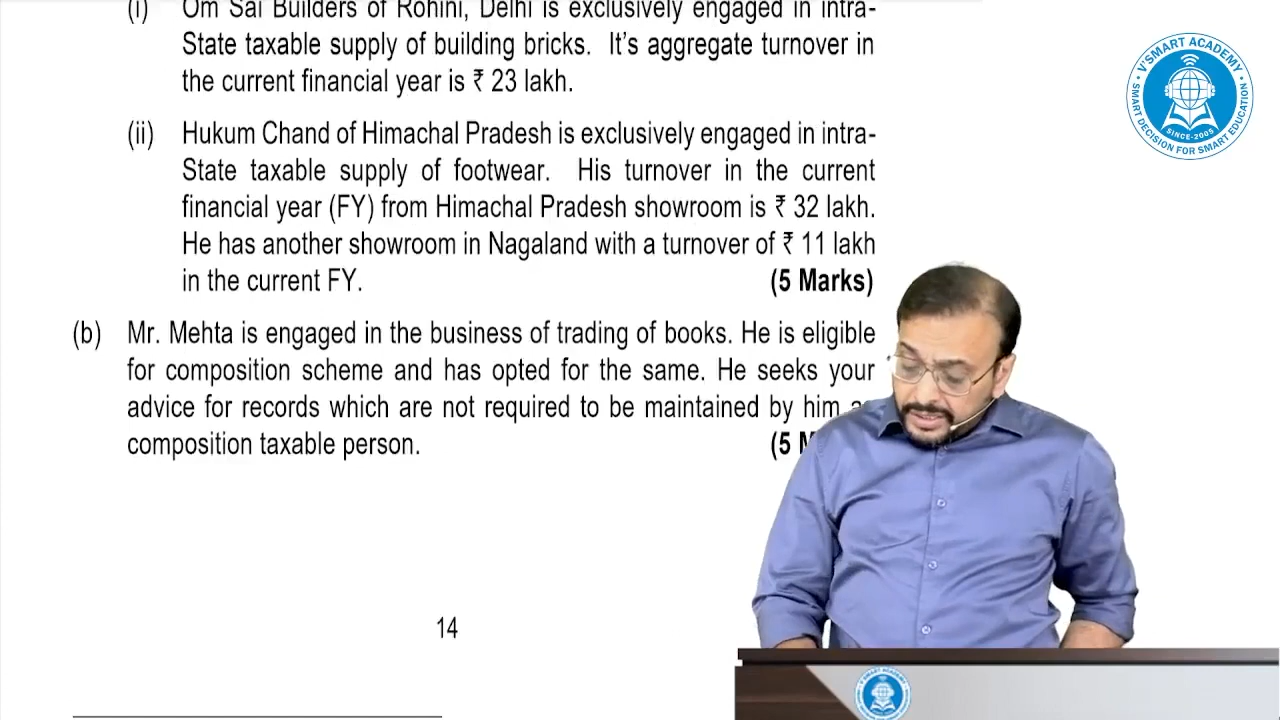 (i) Om Sai Builders of Rohini, Delhi is exclusively engaged in intra-
State taxable supply of building bricks. It's aggregate turnover in
the current financial year is ₹ 23 lakh.
(ii) Hukum Chand of Himachal Pradesh is exclusively engaged in intra-
State taxable supply of footwear. His turnover in the current
financial year (FY) from Himachal Pradesh showroom is ₹ 32 lakh.
He has another showroom in Nagaland with a turnover of ₹ 11 lakh
in the current FY. (5 Marks)
(b) Mr. Mehta is engaged in the business of trading of books. He is eligible
for composition scheme and has opted for the same. He seeks your
advice for records which are not required to be maintained by him
composition taxable person. (5
14
V'SMART ACADEMY
SMART DECISION FOR SMART EDUCATION
SINCE-2005